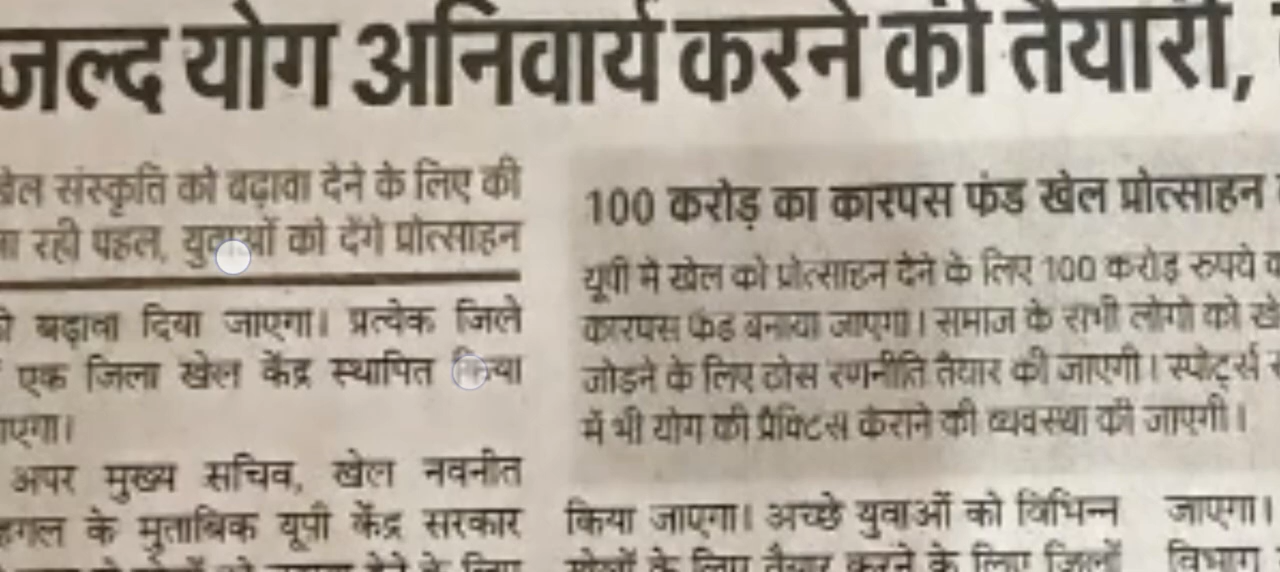 जल्द योग अनिवार्य करने की तैयारी,
खेल संस्कृति को बढ़ावा देने के लिए की
रही पहल, युवाओं को देंगे प्रोत्साहन
बढ़ावा दिया जाएगा। प्रत्येक जिले
एक जिला खेल केंद्र स्थापित किया
जाएगा।
अपर मुख्य सचिव, खेल नवनीत
के मुताबिक यूपी केंद्र सरकार
100 करोड़ का कारपस फंड खेल प्रोत्साहन
यूपी में खेल को प्रोत्साहन देने के लिए 100 करोड़ रुपये
कारपस फंड बनाया जाएगा। समाज के सभी लोगों को
जोड़ने के लिए ठोस रणनीति तैयार की जाएगी। स्पोर्ट्स
में भी योग की प्रैक्टिस कराने की व्यवस्था की जाएगी।
किया जाएगा। अच्छे युवाओं को विभिन्न
के लिए तैयार करने के लिए जिलों
जाएगा।
विभाग